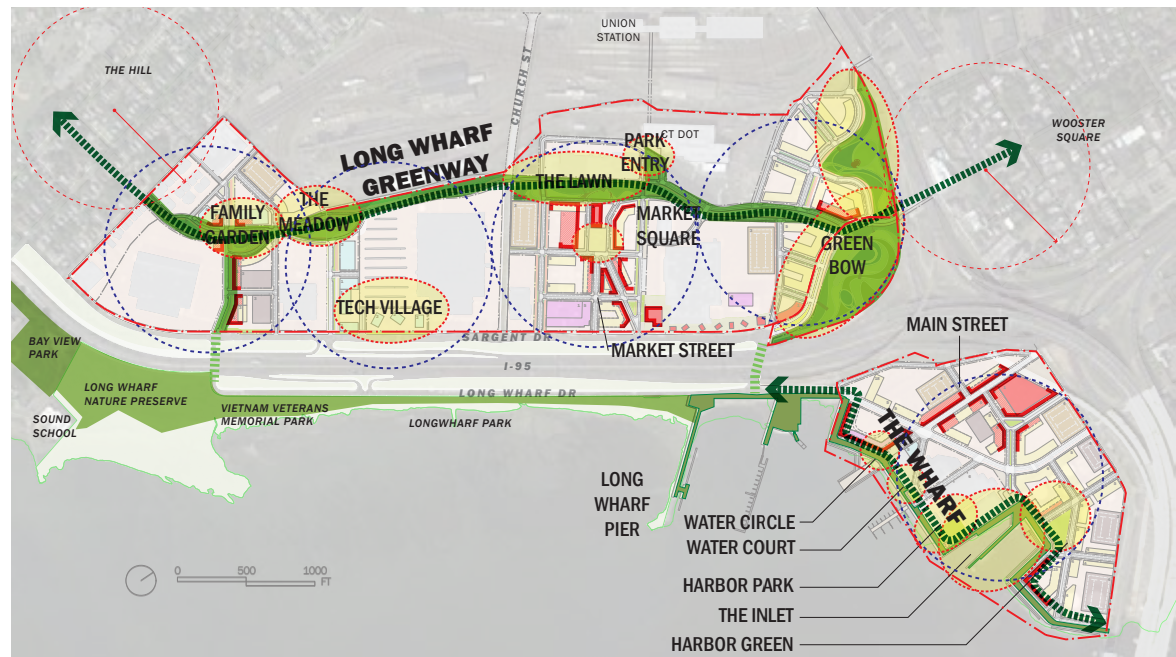 UNION
STATION
THE HILL
CHURCH ST
LONG WHARF
GREENWAY
PARK
ENTRY
CT DOT
WOOSTER
SQUARE
THE LAWN
FAMILY
GARDEN
THE
MEADOW
MARKET
SQUARE
GREEN
BOW
TECH VILLAGE
MAIN STREET
SARGENT DR
MARKET STREET
BAY VIEW
PARK
I-95
LONG WHARF
NATURE PRESERVE
LONG WHARF DR
SOUND
SCHOOL
VIETNAM VETERANS
MEMORIAL PARK
LONGWHARF PARK
THE WHARF
LONG
WHARF
PIER
WATER CIRCLE
WATER COURT
HARBOR PARK
THE INLET
HARBOR GREEN
0 500 1000
FT